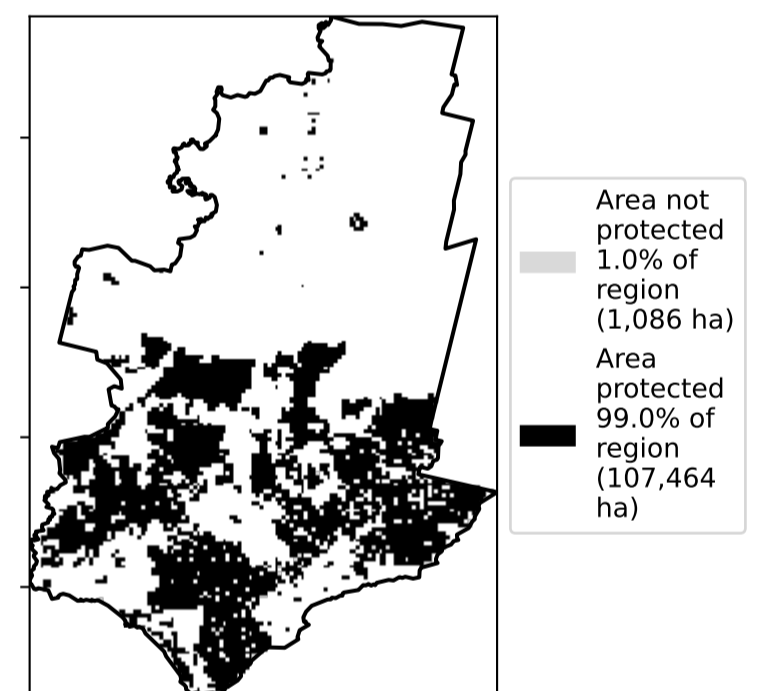 Area not
protected
1.0% of
region
(1,086 ha)
Area
protected
99.0% of
region
(107,464
ha)